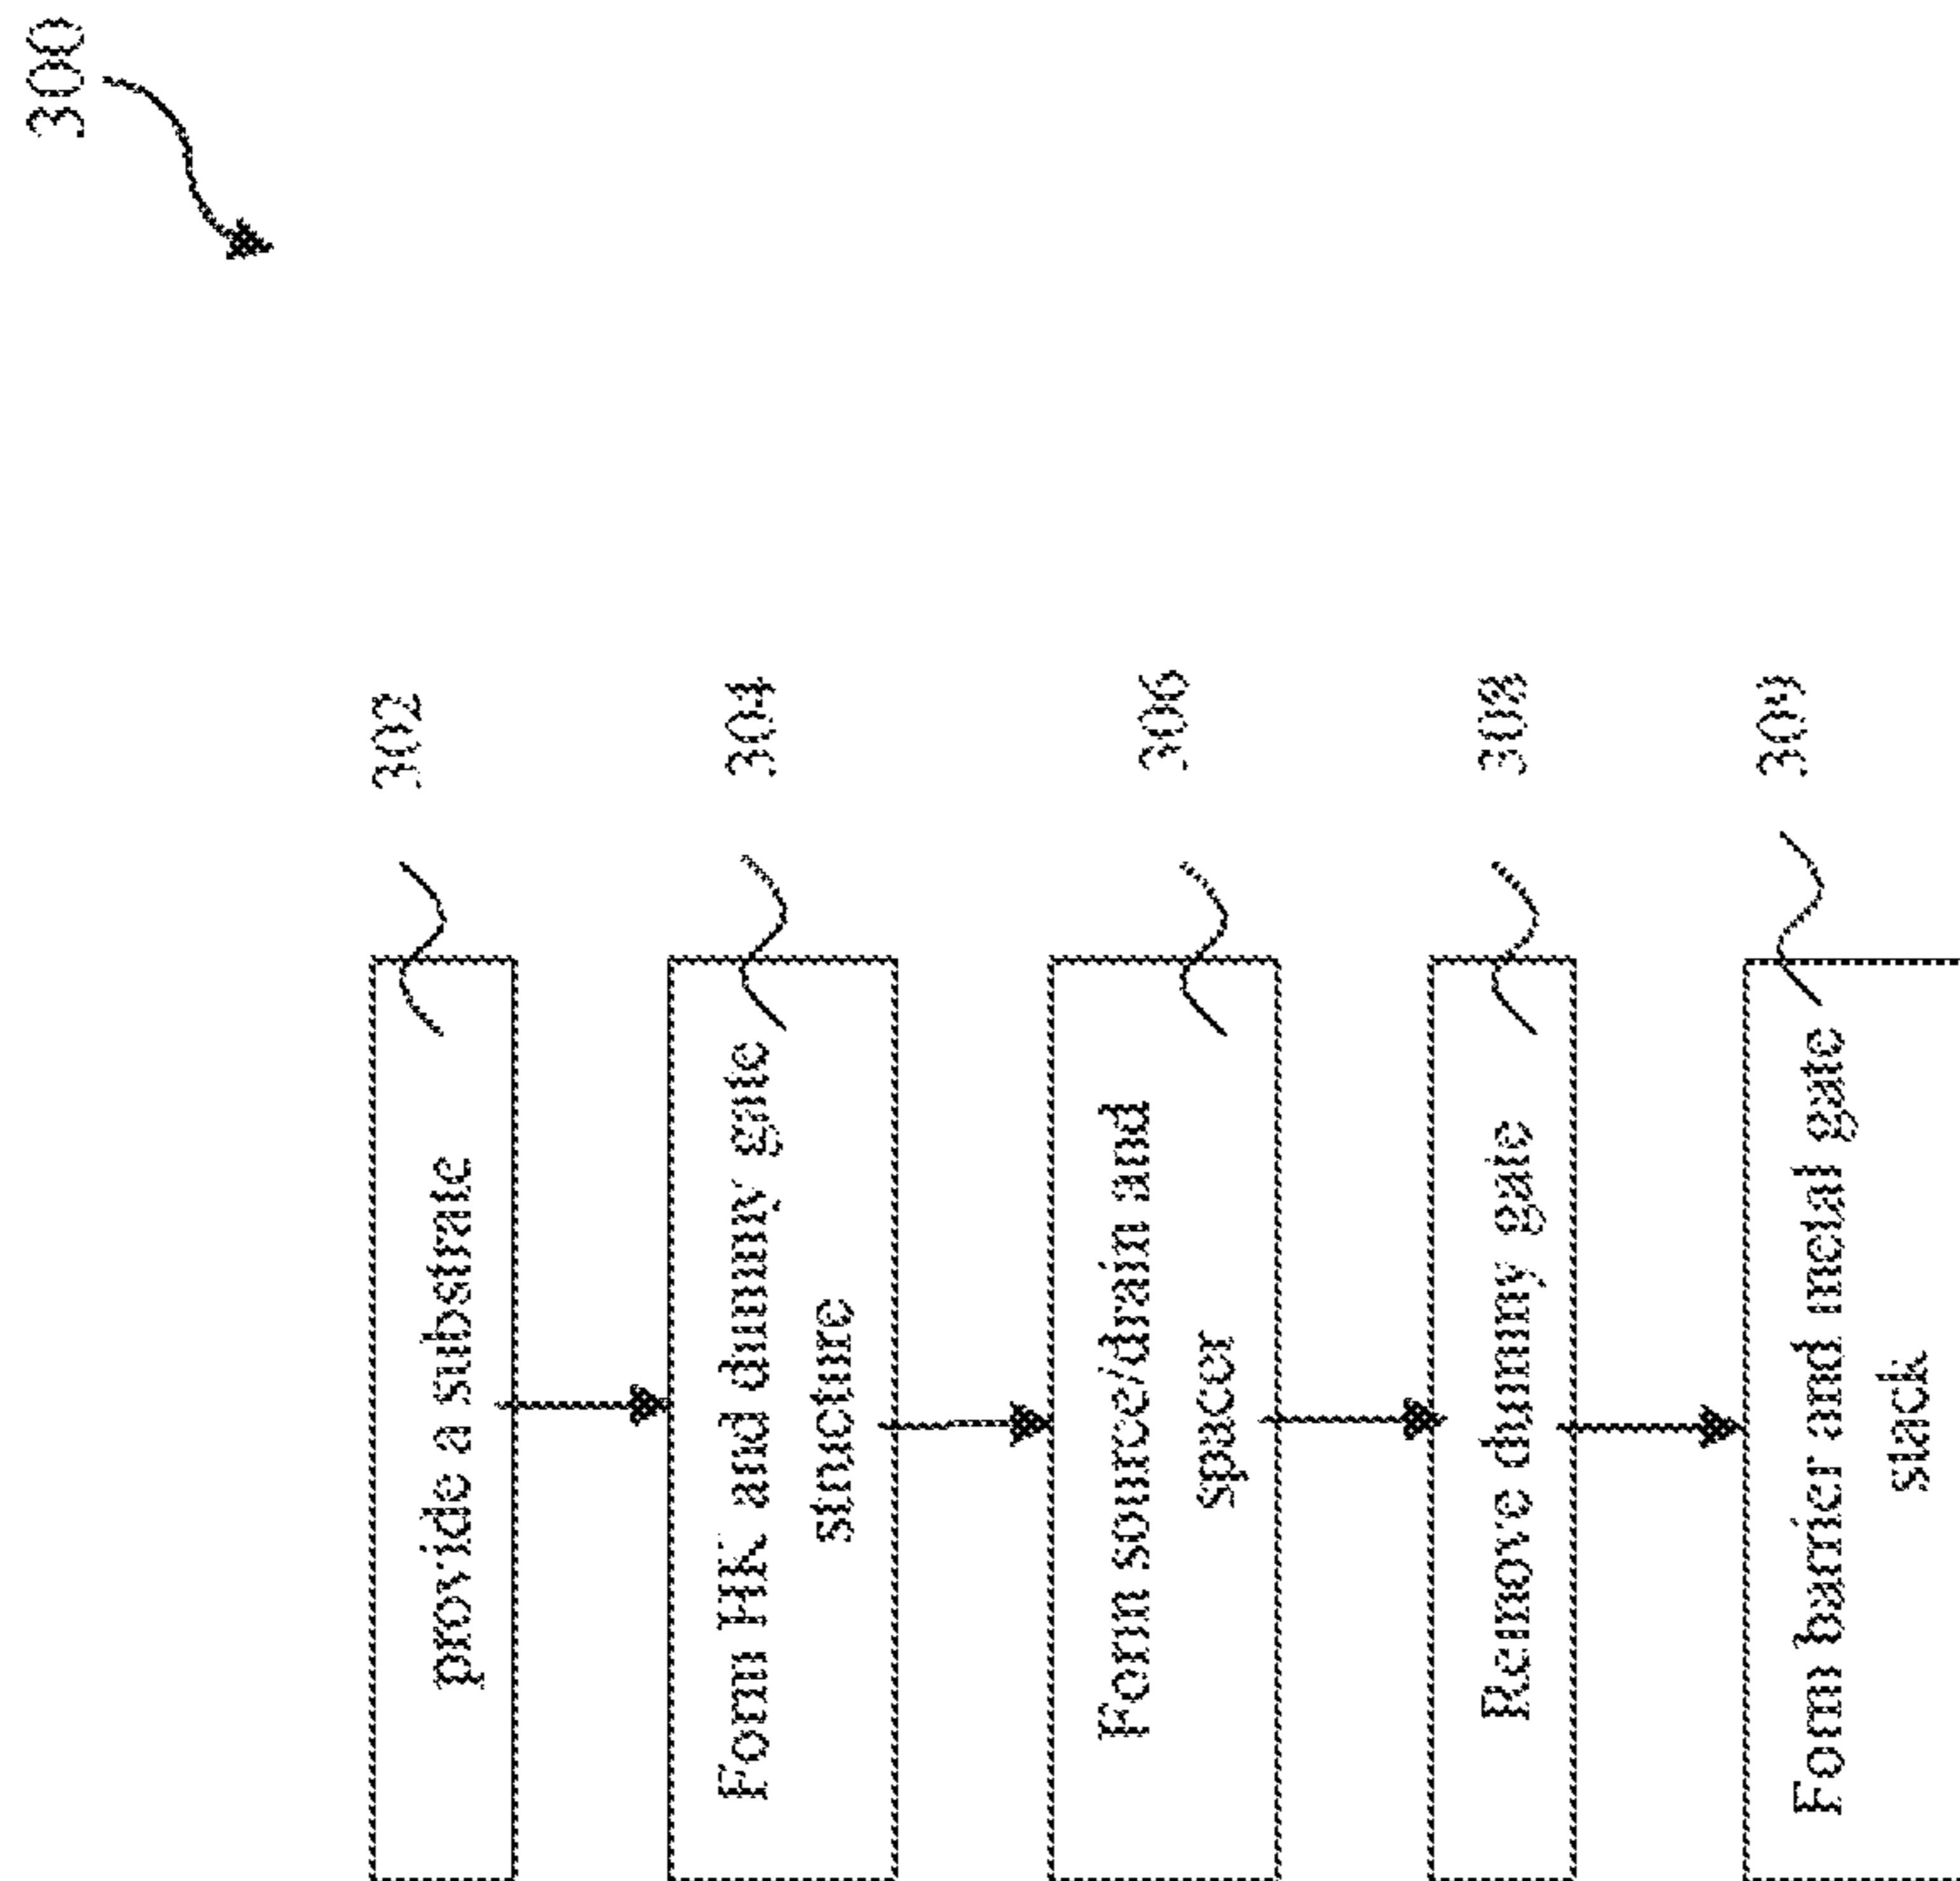 300
provide a substrate
302
Form HK and dummy gate
structure
304
Form source/drain and
spacer
306
Remove dummy gate
308
Form barrier and metal gate
stack
309